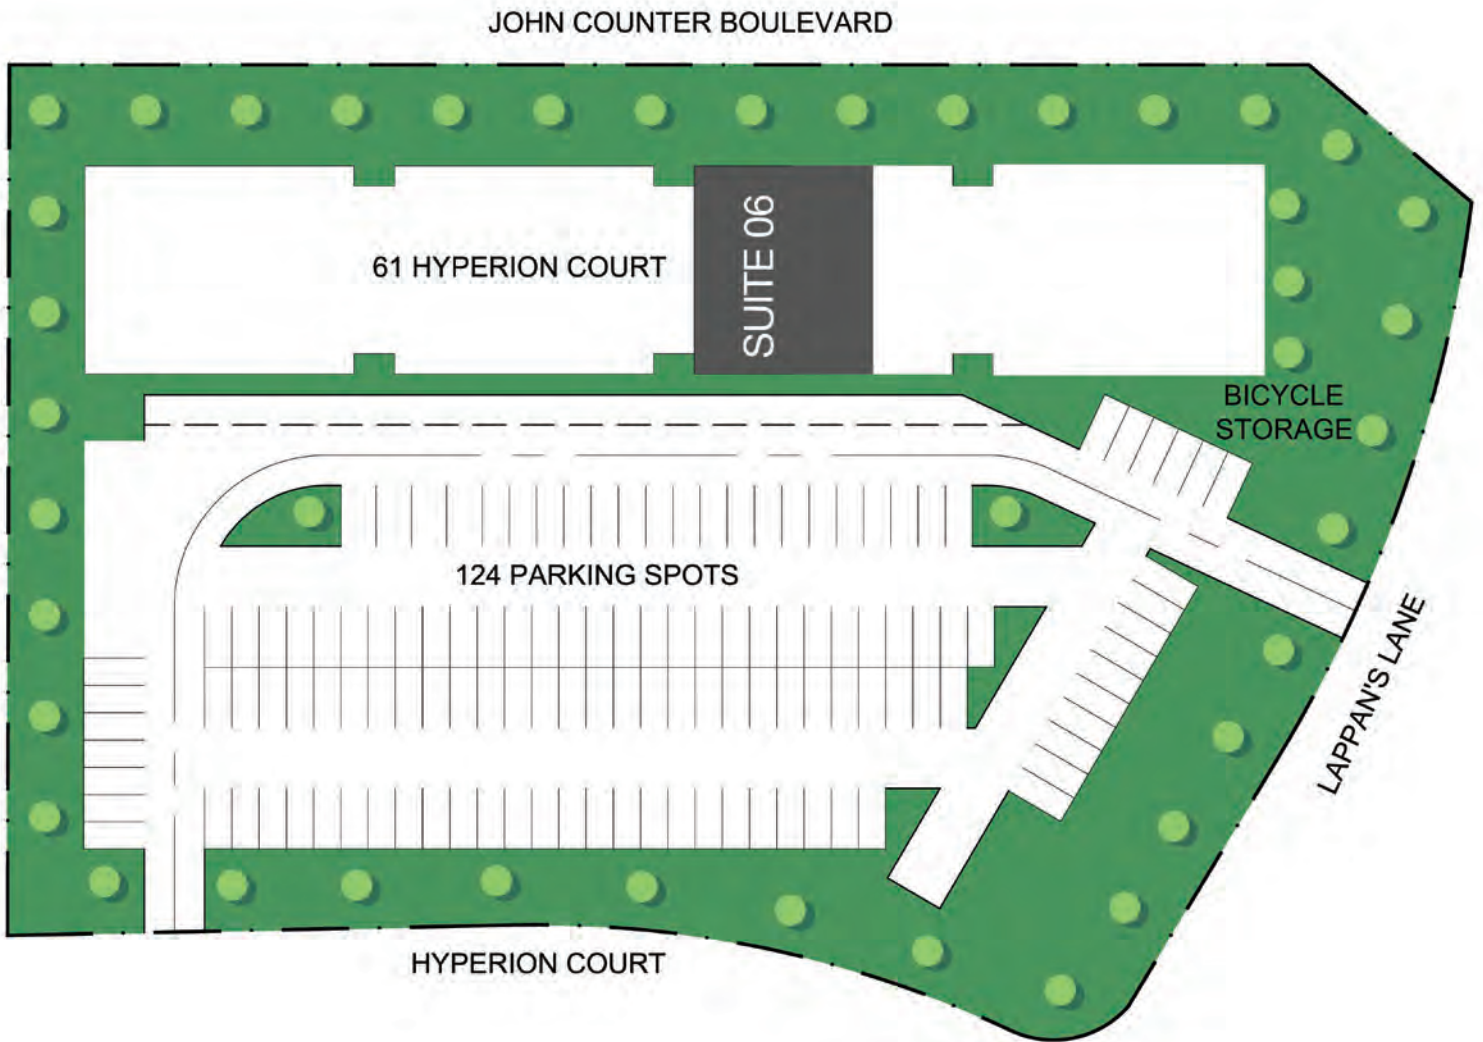 JOHN COUNTER BOULEVARD
61 HYPERION COURT
SUITE 06
BICYCLE
STORAGE
124 PARKING SPOTS
LAPPAN'S LANE
HYPERION COURT